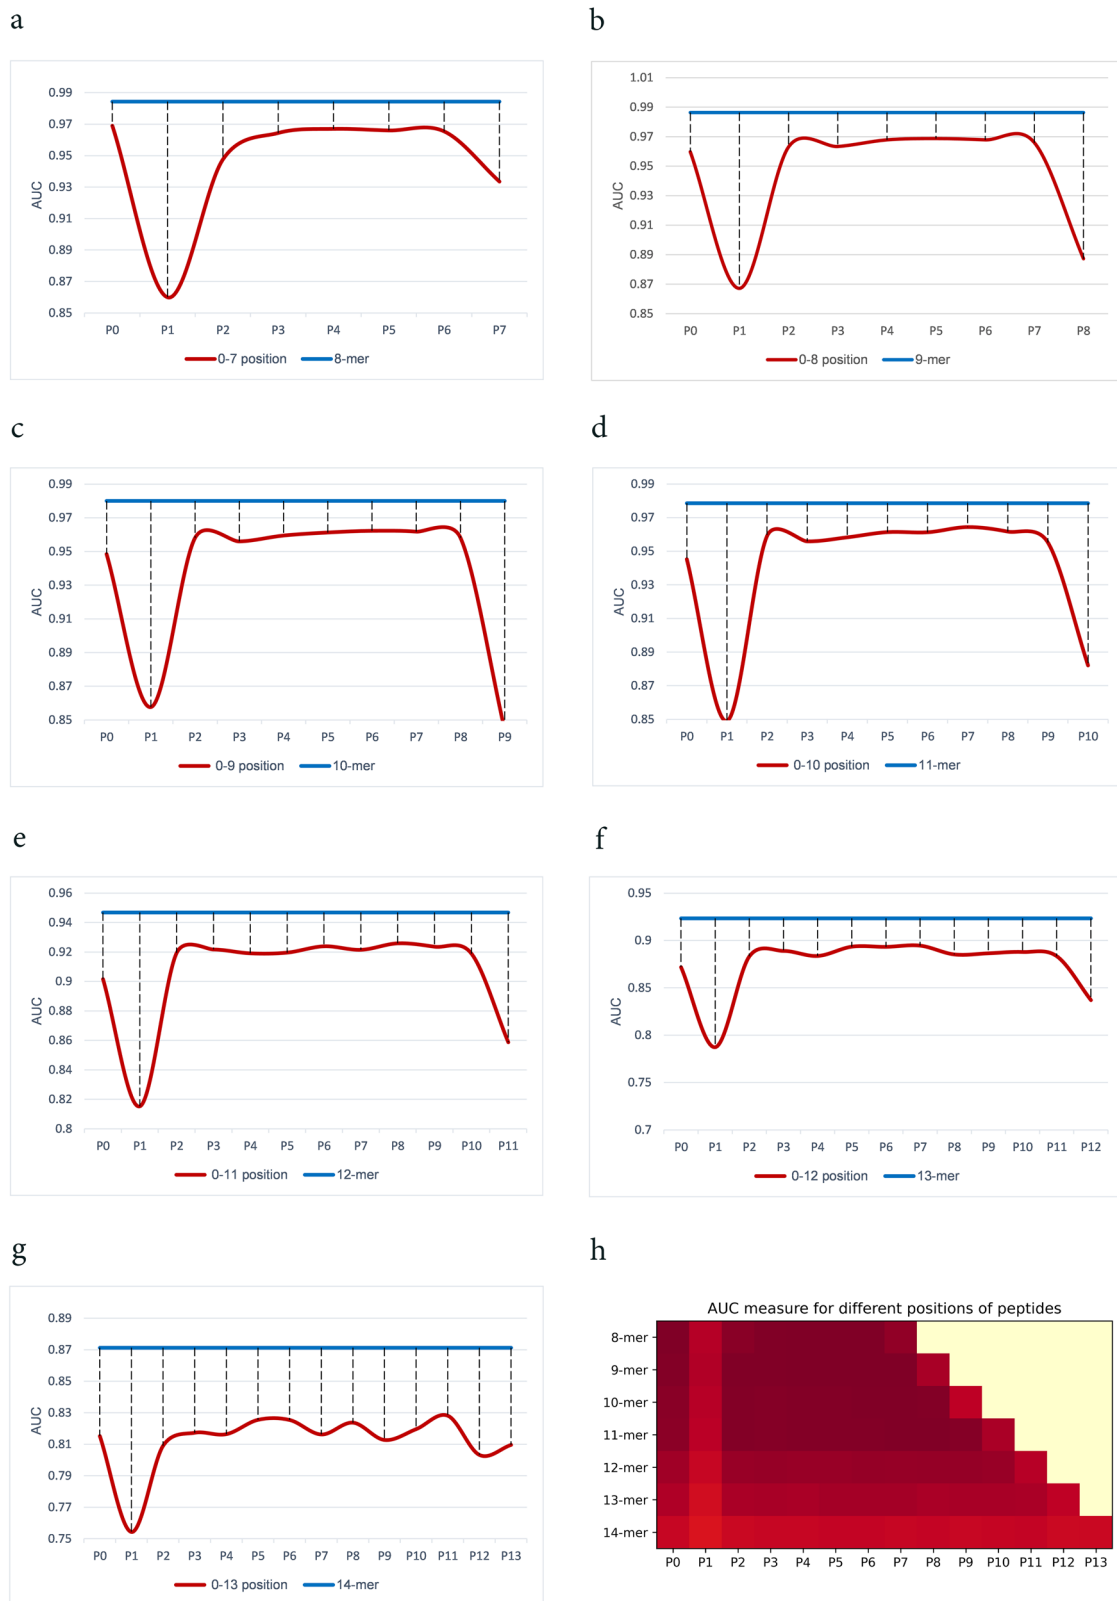 a
0.99
0.97
0.95
0.93
0.91
0.89
0.87
0.85
AUC
P0 P1 P2 P3 P4 P5 P6 P7
0-7 position 8-mer
b
1.01
0.99
0.97
0.95
0.93
0.91
0.89
0.87
0.85
AUC
P0 P1 P2 P3 P4 P5 P6 P7 P8
0-8 position 9-mer
c
0.99
0.97
0.95
0.93
0.91
0.89
0.87
0.85
AUC
P0 P1 P2 P3 P4 P5 P6 P7 P8 P9
0-9 position 10-mer
d
0.99
0.97
0.95
0.93
0.91
0.89
0.87
0.85
AUC
P0 P1 P2 P3 P4 P5 P6 P7 P8 P9 P10
0-10 position 11-mer
e
0.96
0.94
0.92
0.9
0.88
0.86
0.84
0.82
0.8
AUC
P0 P1 P2 P3 P4 P5 P6 P7 P8 P9 P10 P11
0-11 position 12-mer
f
0.95
0.9
0.85
0.8
0.75
0.7
AUC
P0 P1 P2 P3 P4 P5 P6 P7 P8 P9 P10 P11 P12
0-12 position 13-mer
g
0.89
0.87
0.85
0.83
0.81
0.79
0.77
0.75
AUC
P0 P1 P2 P3 P4 P5 P6 P7 P8 P9 P10 P11 P12 P13
0-13 position 14-mer
h
AUC measure for different positions of peptides
8-mer
9-mer
10-mer
11-mer
12-mer
13-mer
14-mer
P0 P1 P2 P3 P4 P5 P6 P7 P8 P9 P10 P11 P12 P13